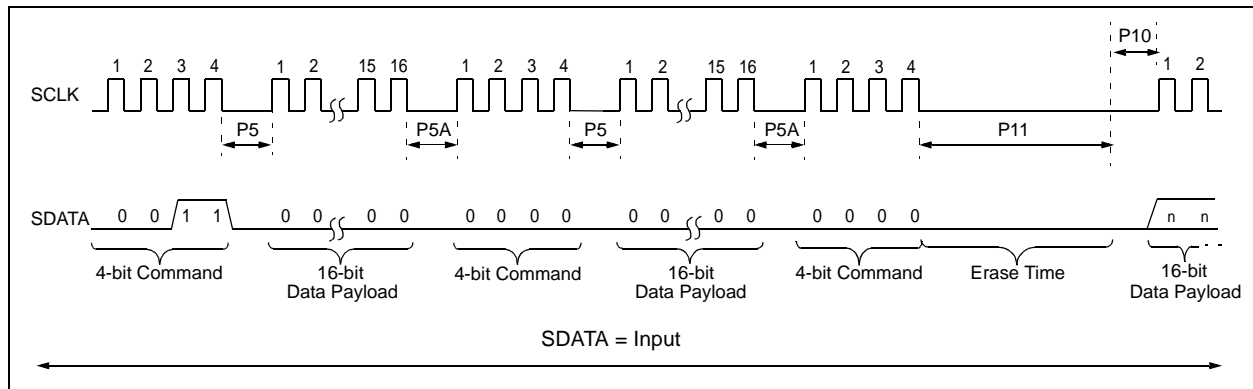 P10
1 2 3 4 1 2 15 16 1 2 3 4 1 2 15 16 1 2 3 4 1 2
SCLK
P5 P5A P5 P5A P11
SDATA 0 0 1 1 0 0 0 0 0 0 0 0 0 0 0 0 0 0 0 0 n n
4-bit Command 16-bit 4-bit Command 16-bit 4-bit Command Erase Time 16-bit
Data Payload Data Payload Data Payload
SDATA = Input